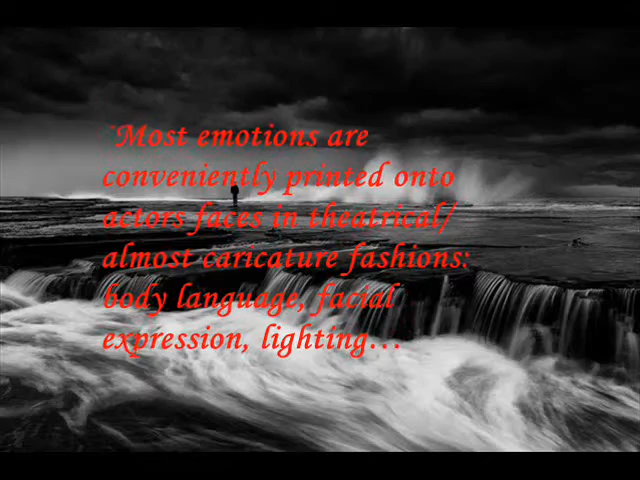 `Most emotions are
conveniently printed onto
actors faces in theatrical/
almost caricature fashions:
body language, facial
expression, lighting…